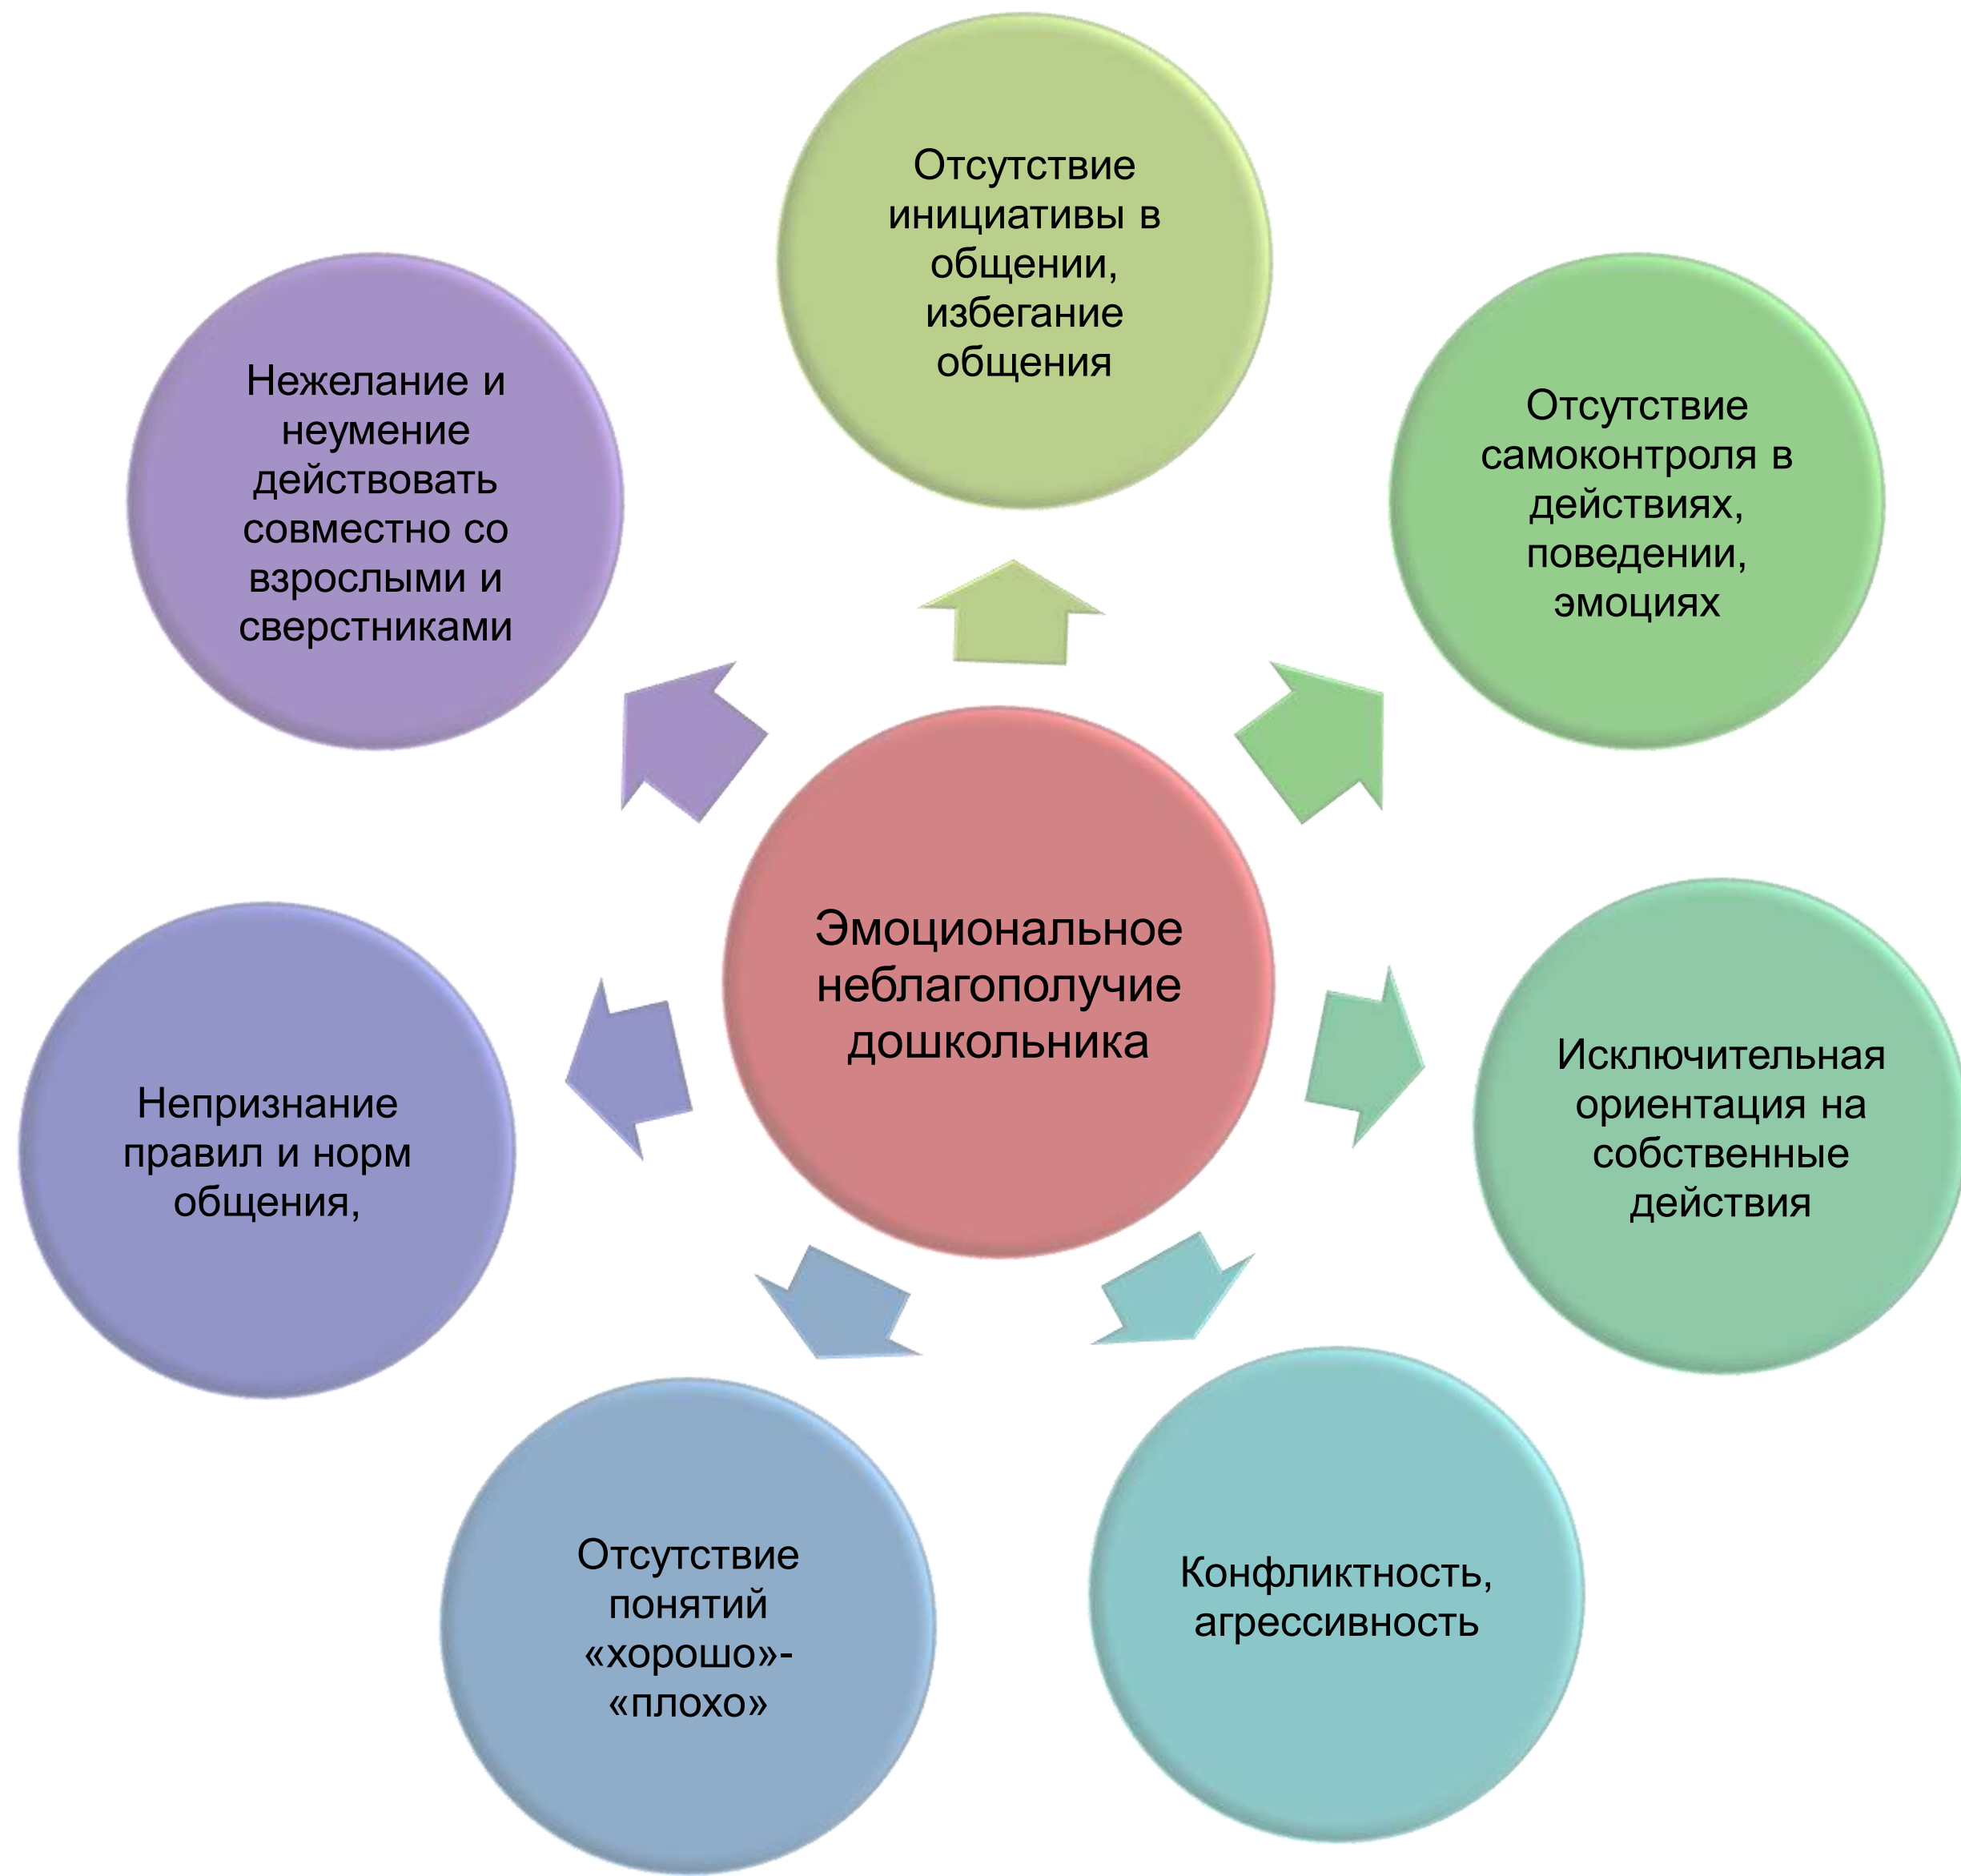 Отсутствие
инициативы в
общении,
избегание
общения
Отсутствие
самоконтроля в
действиях,
поведении,
эмоциях
Исключительная
ориентация на
собственные
действия
Конфликтность,
агрессивность
Отсутствие
понятий
«хорошо»-
«плохо»
Непризнание
правил и норм
общения,
Нежелание и
неумение
действовать
совместно со
взрослыми и
сверстниками
Эмоциональное
неблагополучие
дошкольника